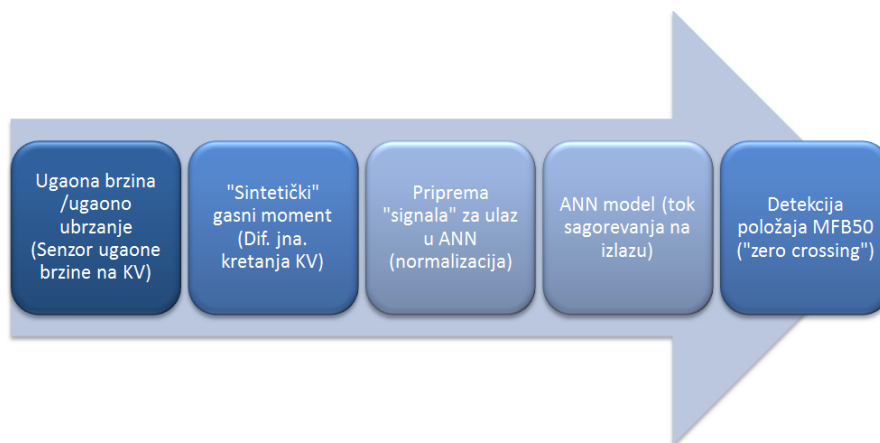 Ugaona brzina
/ugaono
ubrzanje
(Senzor ugaone
brzine na KV)
"Sintetički"
gasni moment
(Dif. jna.
kretanja KV)
Priprema
"signala" za ulaz
u ANN
(normalizacija)
ANN model (tok
sagorevanja na
izlazu)
Detekcija
položaja MFB50
("zero crossing")